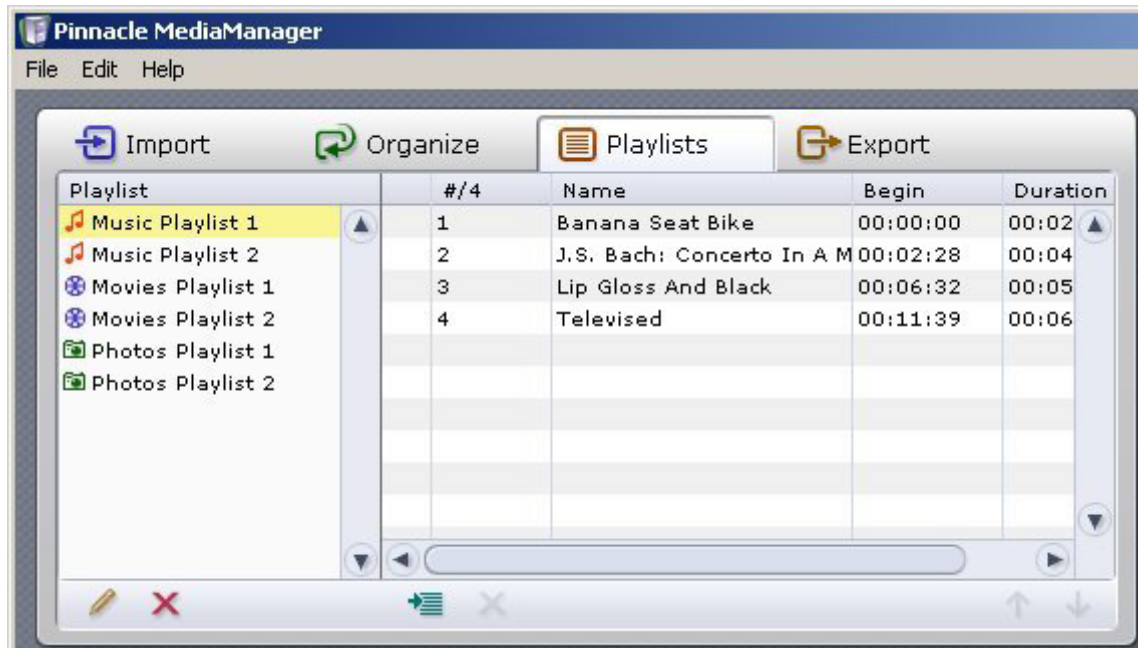 Pinnacle MediaManager
File Edit Help
Import Organize Playlists Export
Playlist #/4 Name Begin Duration
Music Playlist 1 1 Banana Seat Bike 00:00:00 00:02
Music Playlist 2 2 J.S. Bach: Concerto In A M 00:02:28 00:04
Movies Playlist 1 3 Lip Gloss And Black 00:06:32 00:05
Movies Playlist 2 4 Televised 00:11:39 00:06
Photos Playlist 1
Photos Playlist 2